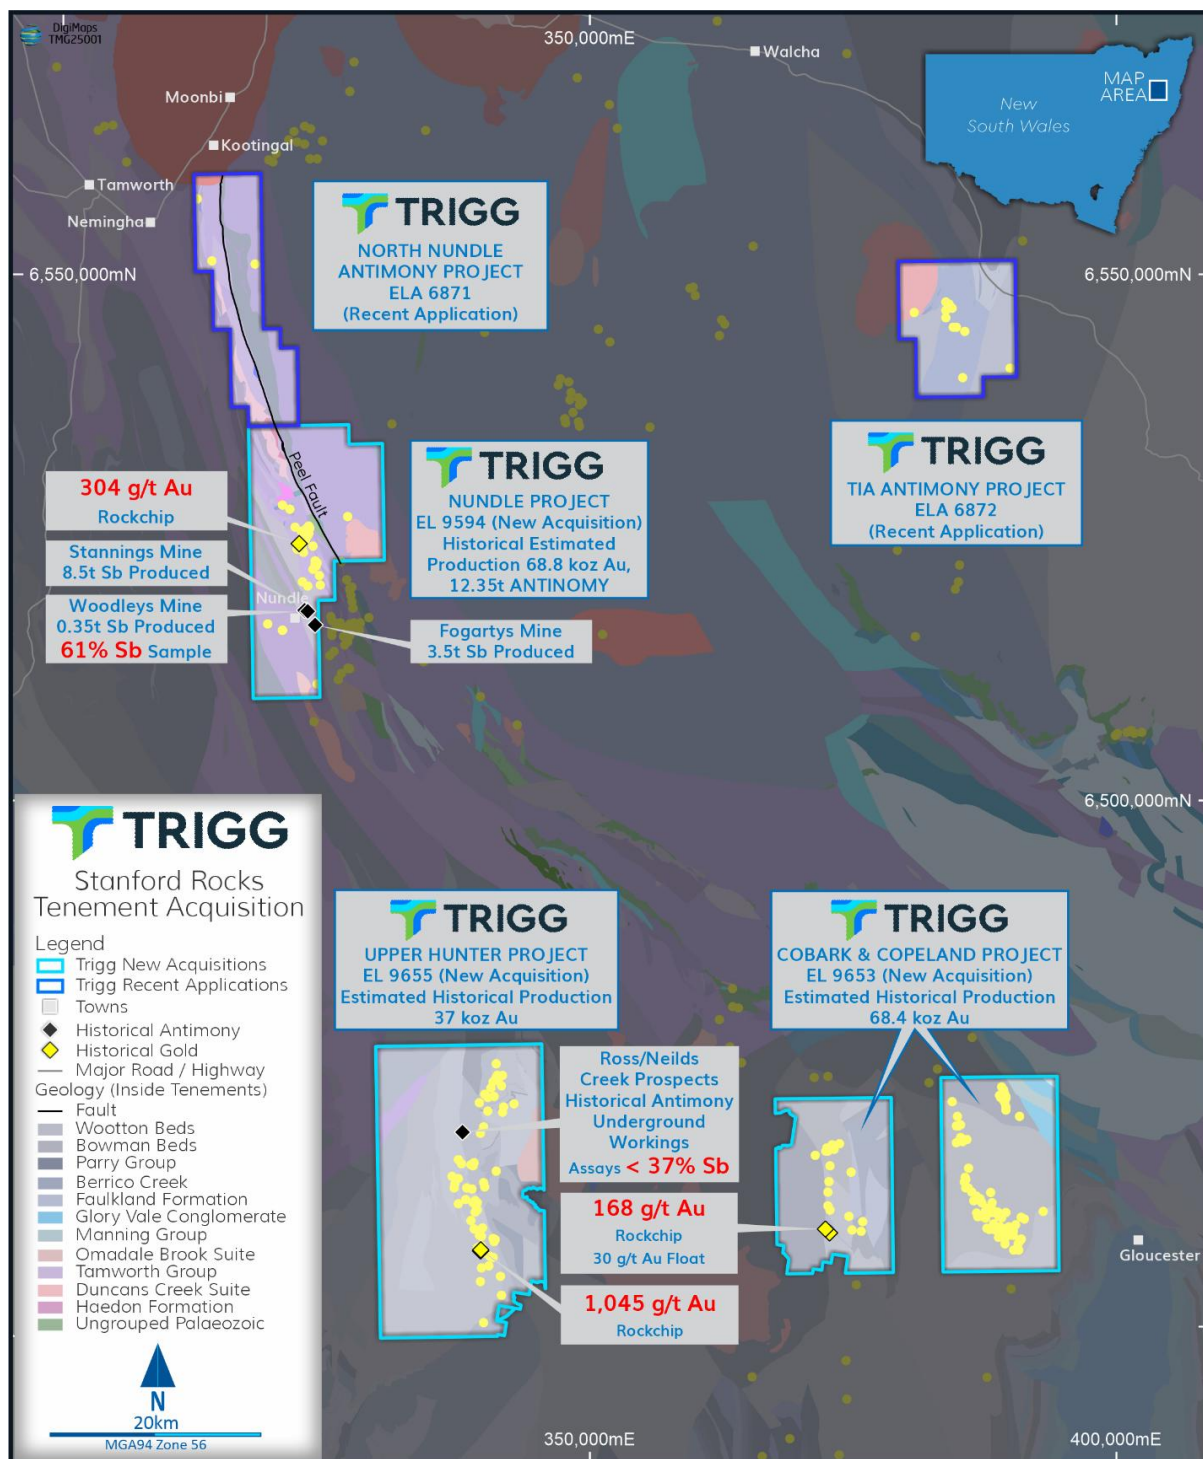 DigiMaps
TMG25001
350,000mE
Walcha
MAP
AREA
New
South Wales
Moonbi
Kootingal
Tamworth
Nemingha
6,550,000mN
6,550,000mN
TRIGG
NORTH NUNDLE
ANTIMONY PROJECT
ELA 6871
(Recent Application)
TRIGG
TIA ANTIMONY PROJECT
ELA 6872
(Recent Application)
TRIGG
NUNDLE PROJECT
EL 9594 (New Acquisition)
Historical Estimated
Production 68.8 koz Au,
12.35t ANTINOMY
Peel Fault
304 g/t Au
Rockchip
Stannings Mine
8.5t Sb Produced
Woodleys Mine
0.35t Sb Produced
61% Sb Sample
Nundle
Fogartys Mine
3.5t Sb Produced
6,500,000mN
TRIGG
Stanford Rocks
Tenement Acquisition
Legend
Trigg New Acquisitions
Trigg Recent Applications
Towns
Historical Antimony
Historical Gold
Major Road / Highway
Geology (Inside Tenements)
Fault
Wootton Beds
Bowman Beds
Parry Group
Berrico Creek
Faulkland Formation
Glory Vale Conglomerate
Manning Group
Omadale Brook Suite
Tamworth Group
Duncans Creek Suite
Haedon Formation
Ungrouped Palaeozoic
N
20km
MGA94 Zone 56
TRIGG
UPPER HUNTER PROJECT
EL 9655 (New Acquisition)
Estimated Historical Production
37 koz Au
TRIGG
COBARK & COPELAND PROJECT
EL 9653 (New Acquisition)
Estimated Historical Production
68.4 koz Au
Ross/Neilds
Creek Prospects
Historical Antimony
Underground
Workings
Assays < 37% Sb
168 g/t Au
Rockchip
30 g/t Au Float
1,045 g/t Au
Rockchip
Gloucester
350,000mE
400,000mE